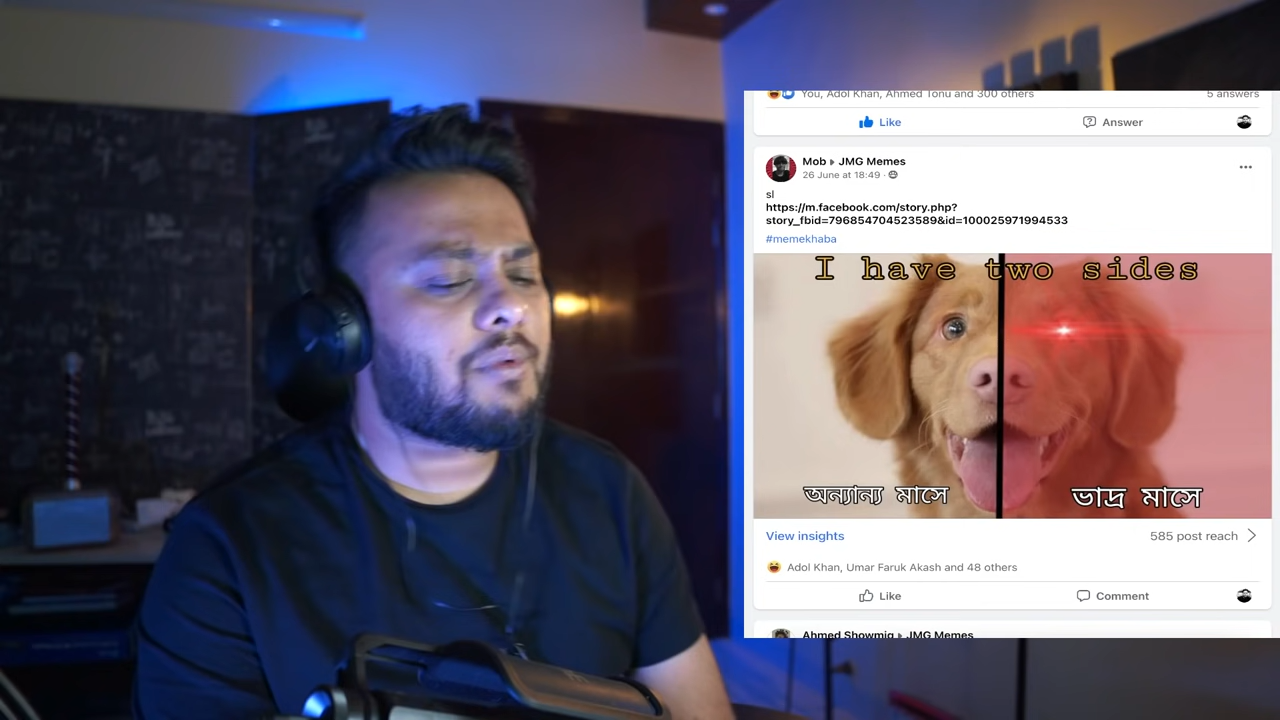 You, Adol Khan, Ahmed Tonu and 300 others
5 answers
Like
Answer
Mob ▸ JMG Memes
26 June at 18:49 ·
sl
https://m.facebook.com/story.php?
story_fbid=796854704523589&id=100025971994533
#memekhaba
I have two sides
অন্যান্য মাসে
ভাদ্র মাসে
View insights
585 post reach
Adol Khan, Umar Faruk Akash and 48 others
Like
Comment
Ahmed Showmig ▸ JMG Memes